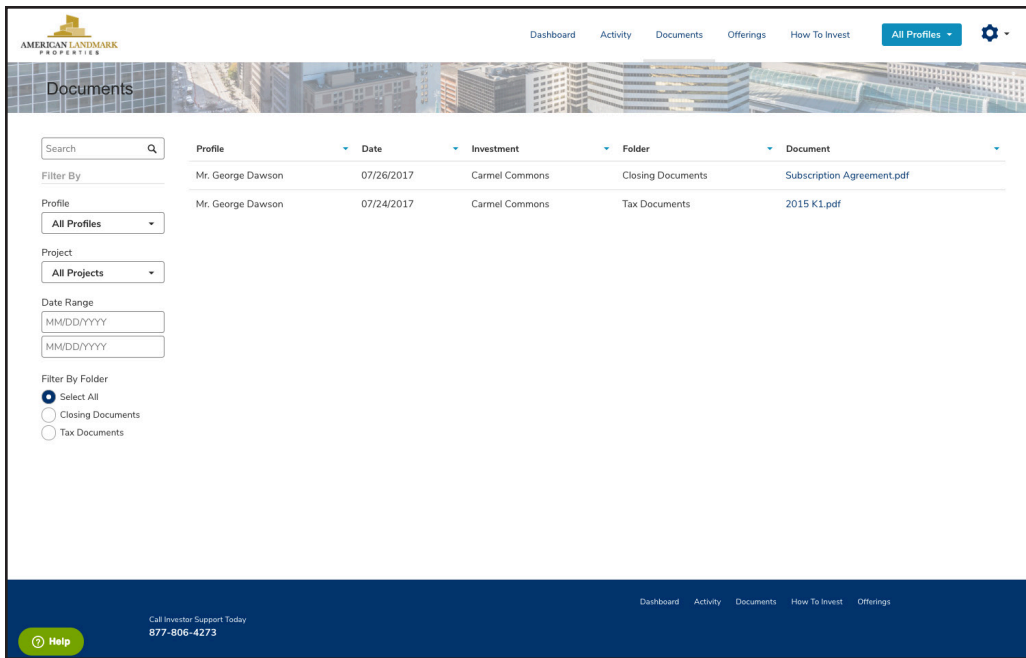 AMERICAN LANDMARK
PROPERTIES
Dashboard Activity Documents Offerings How To Invest All Profiles
Documents
Search
Filter By
Profile
All Profiles
Project
All Projects
Date Range
MM/DD/YYYY
MM/DD/YYYY
Filter By Folder
Select All
Closing Documents
Tax Documents
Profile Date Investment Folder Document
Mr. George Dawson 07/26/2017 Carmel Commons Closing Documents Subscription Agreement.pdf
Mr. George Dawson 07/24/2017 Carmel Commons Tax Documents 2015 K1.pdf
Dashboard Activity Documents How To Invest Offerings
Call Investor Support Today
877-806-4273
Help